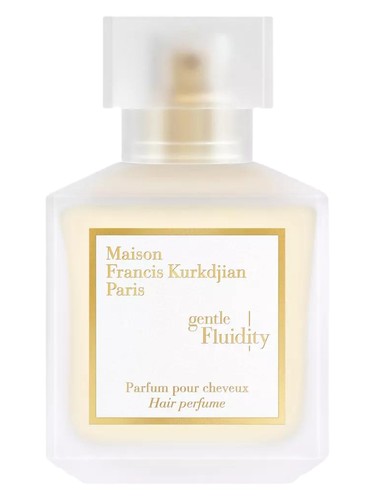 Maison
Francis Kurkdjian
Paris
gentle
Fluidity
Parfum pour cheveux
Hair perfume